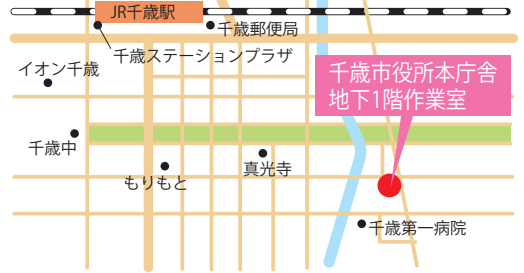 JR千歳駅
千歳郵便局
千歳ステーションプラザ
イオン千歳
千歳市役所本庁舎
地下1階作業室
千歳中
真光寺
もりもと
千歳第一病院